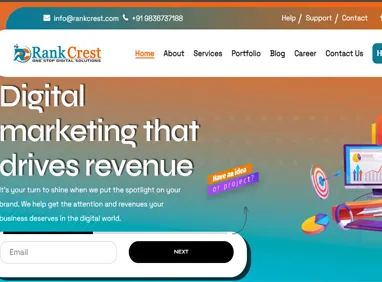 info@rankcrest.com +91 9836737188 Help / Support / Contact
RankCrest
ONE STOP DIGITAL SOLUTIONS
Home About Services Portfolio Blog Career Contact Us H
Digital
marketing that
drives revenue
Have an idea
or project?
It's your turn to shine when we put the spotlight on your
brand. We help get the attention and revenues your
business deserves in the digital world.
Email NEXT